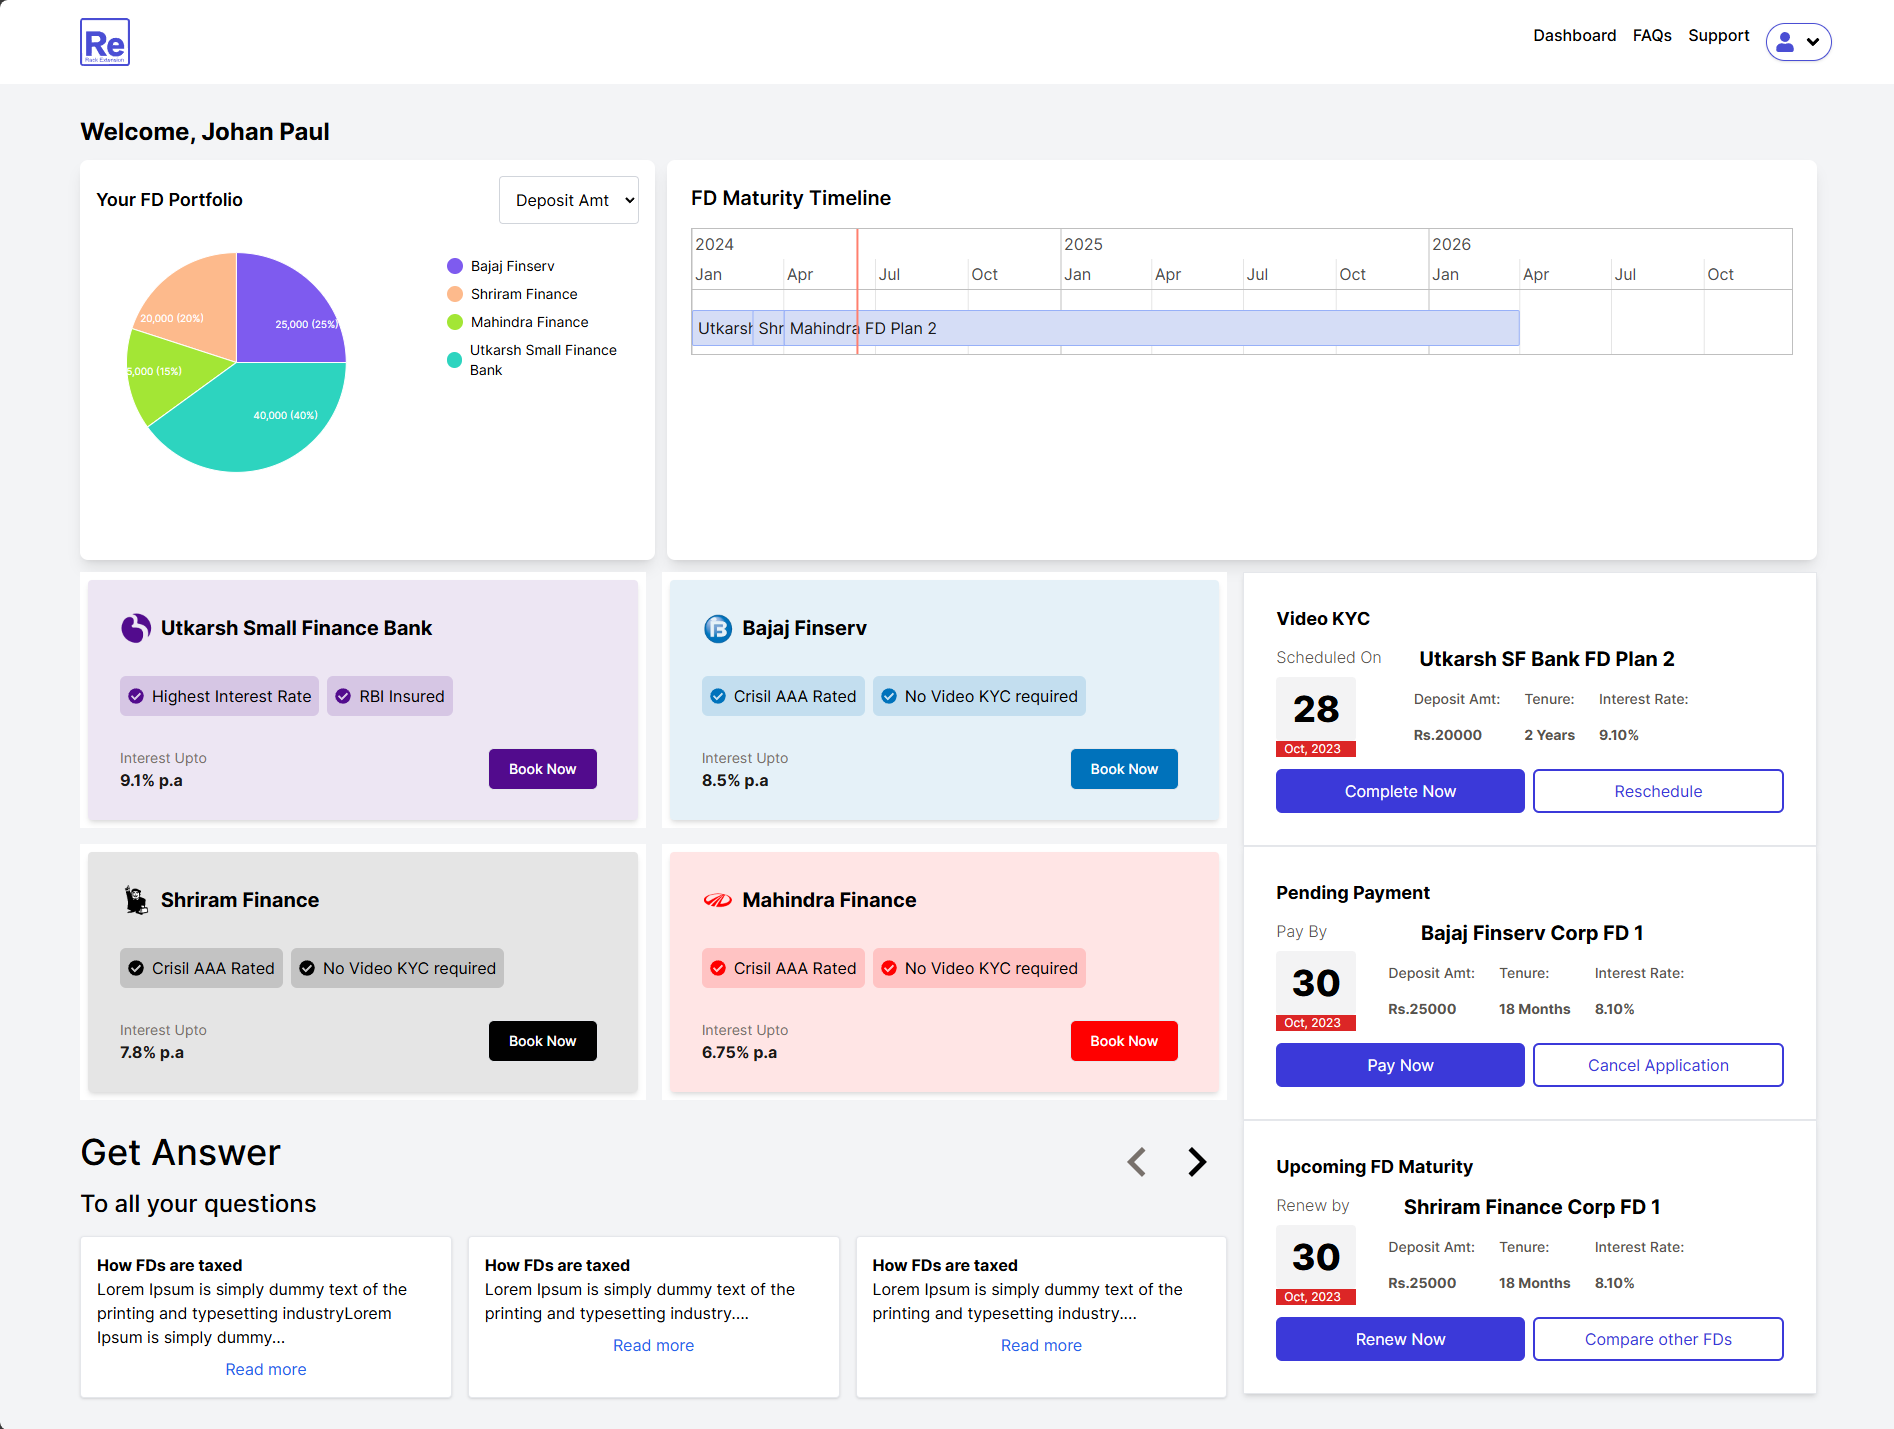 Re
Rack Extension
Dashboard FAQs Support
Welcome, Johan Paul
Your FD Portfolio
Deposit Amt
20,000 (20%)
25,000 (25%)
5,000 (15%)
40,000 (40%)
Bajaj Finserv
Shriram Finance
Mahindra Finance
Utkarsh Small Finance
Bank
FD Maturity Timeline
2024 2025 2026
Jan Apr Jul Oct Jan Apr Jul Oct Jan Apr Jul Oct
Utkarsh Shr Mahindra FD Plan 2
Utkarsh Small Finance Bank
Highest Interest Rate RBI Insured
Interest Upto
9.1% p.a
Book Now
Bajaj Finserv
Crisil AAA Rated No Video KYC required
Interest Upto
8.5% p.a
Book Now
Shriram Finance
Crisil AAA Rated No Video KYC required
Interest Upto
7.8% p.a
Book Now
Mahindra Finance
Crisil AAA Rated No Video KYC required
Interest Upto
6.75% p.a
Book Now
Video KYC
Scheduled On
Utkarsh SF Bank FD Plan 2
28
Oct, 2023
Deposit Amt: Tenure: Interest Rate:
Rs.20000 2 Years 9.10%
Complete Now Reschedule
Pending Payment
Pay By
Bajaj Finserv Corp FD 1
30
Oct, 2023
Deposit Amt: Tenure: Interest Rate:
Rs.25000 18 Months 8.10%
Pay Now Cancel Application
Upcoming FD Maturity
Renew by
Shriram Finance Corp FD 1
30
Oct, 2023
Deposit Amt: Tenure: Interest Rate:
Rs.25000 18 Months 8.10%
Renew Now Compare other FDs
Get Answer
To all your questions
How FDs are taxed
Lorem Ipsum is simply dummy text of the
printing and typesetting industryLorem
Ipsum is simply dummy...
Read more
How FDs are taxed
Lorem Ipsum is simply dummy text of the
printing and typesetting industry....
Read more
How FDs are taxed
Lorem Ipsum is simply dummy text of the
printing and typesetting industry....
Read more